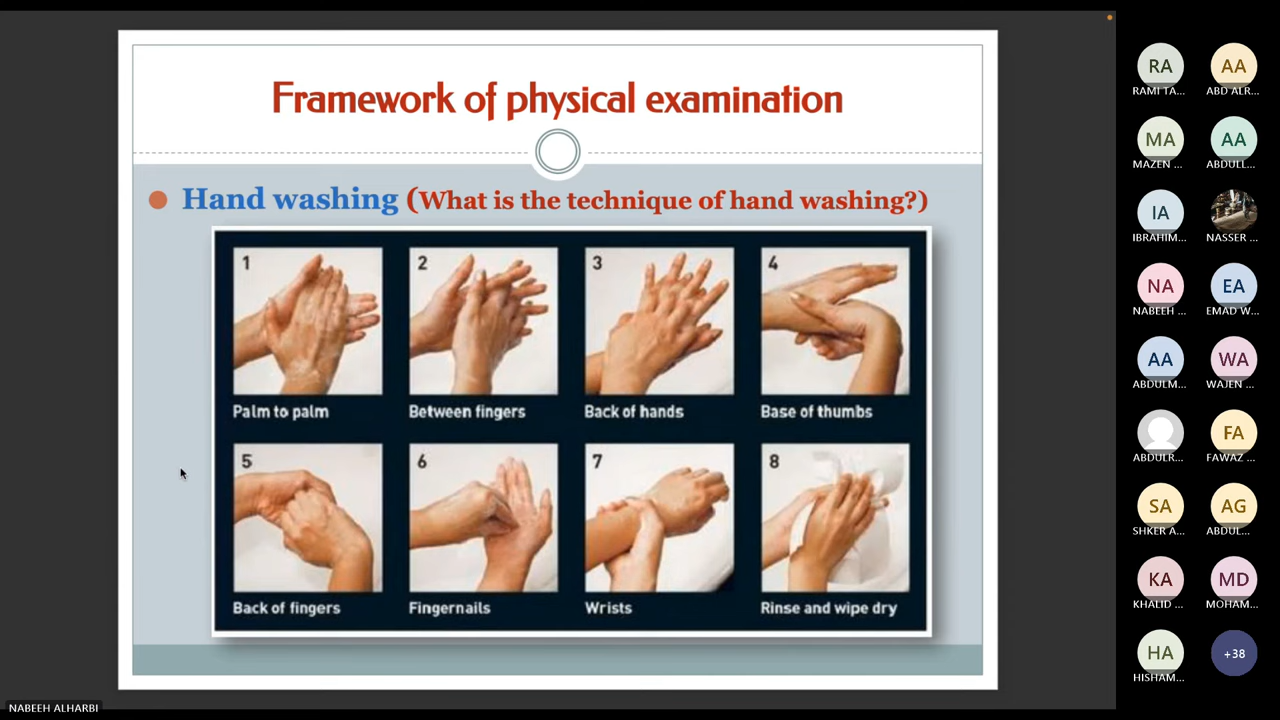 Framework of physical examination
Hand washing (What is the technique of hand washing?)
1
2
3
4
Palm to palm
Between fingers
Back of hands
Base of thumbs
5
6
7
8
Back of fingers
Fingernails
Wrists
Rinse and wipe dry
NABEEH ALHARBI
RA
AA
RAMI TA...
ABD ALR...
MA
AA
MAZEN ...
ABDULL...
IA
IBRAHIM...
NASSER ...
NA
EA
NABEEH ...
EMAD W...
AA
WA
ABDULM...
WAJEN ...
FA
ABDULR...
FAWAZ ...
SA
AG
SHKER A...
ABDUL...
KA
MD
KHALID ...
MOHAM...
HA
+38
HISHAM...